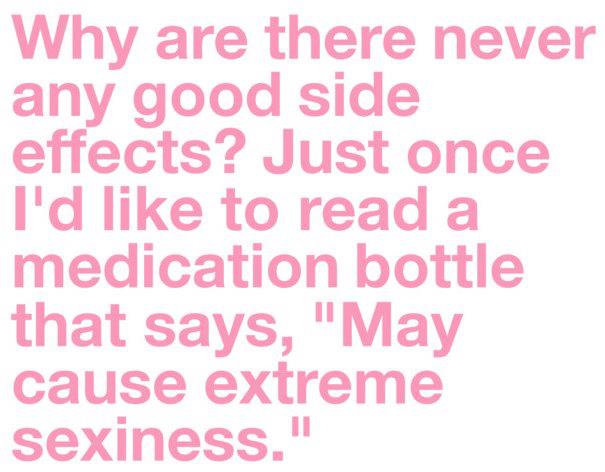 Why are there never
any good side
effects? Just once
I'd like to read a
medication bottle
that says, "May
cause extreme
sexiness."